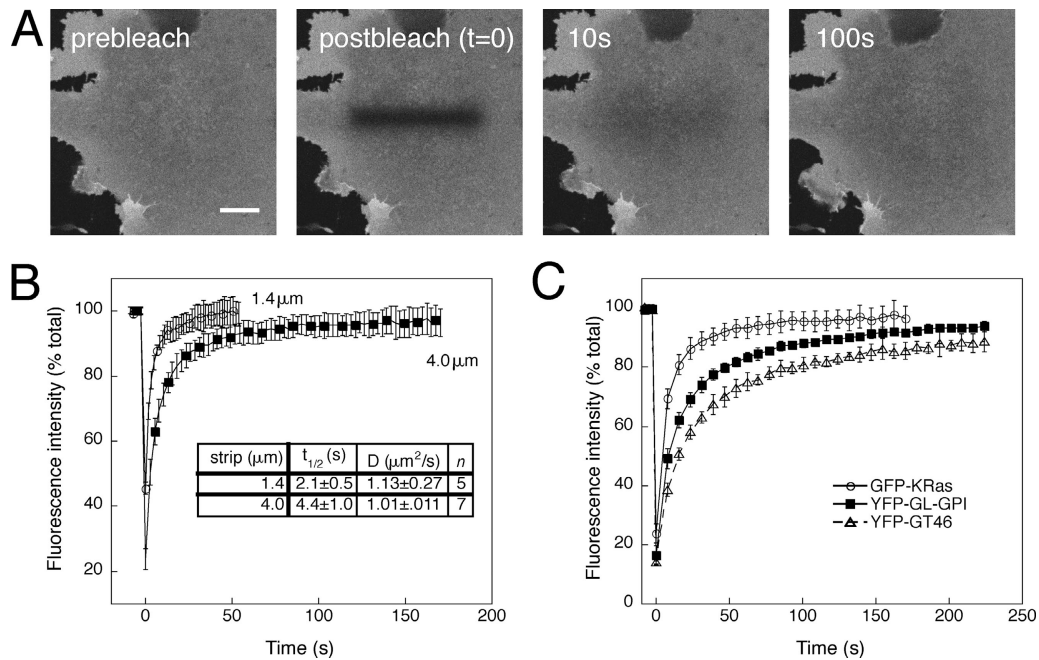 A
prebleach
postbleach (t=0)
10s
100s
B
Fluorescence intensity (% total)
100
80
60
40
20
1.4μm
4.0μm
strip (μm) t1/2 (s) D (μm2/s) n
1.4 2.1±0.5 1.13±0.27 5
4.0 4.4±1.0 1.01±.011 7
0 50 100 150 200
Time (s)
C
Fluorescence intensity (% total)
100
80
60
40
20
0
GFP-KRas
YFP-GL-GPI
YFP-GT46
0 50 100 150 200 250
Time (s)